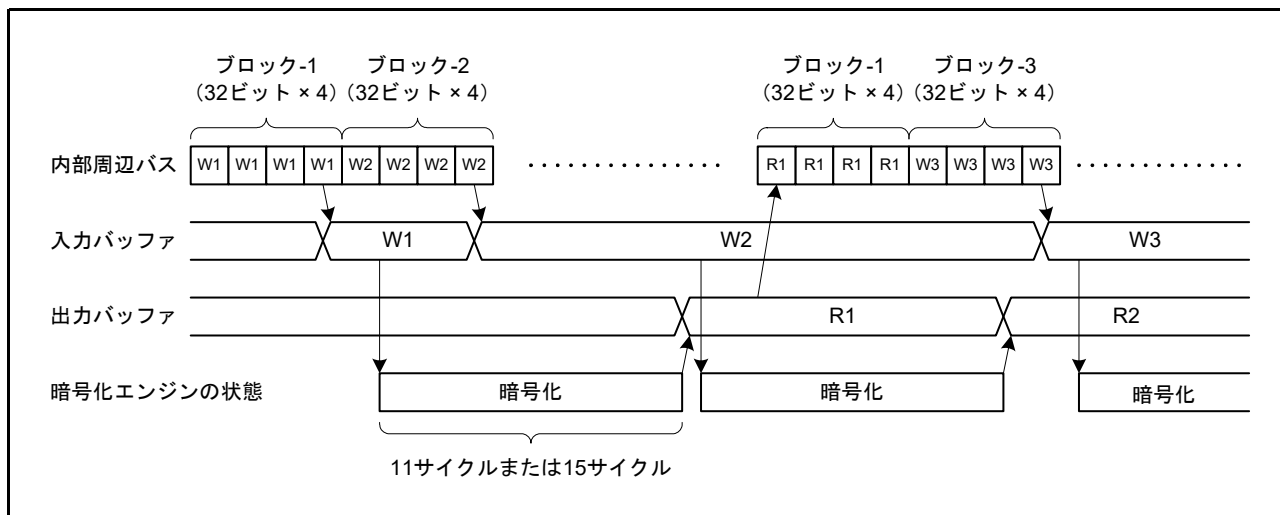 ブロック-1 ブロック-2 ブロック-1 ブロック-3
(32ビット × 4) (32ビット × 4) (32ビット × 4) (32ビット × 4)
内部周辺バス W1 W1 W1 W1 W2 W2 W2 W2 R1 R1 R1 R1 W3 W3 W3 W3
入力バッファ W1 W2 W3
出力バッファ R1 R2
暗号化エンジンの状態 暗号化 暗号化 暗号化
11サイクルまたは15サイクル